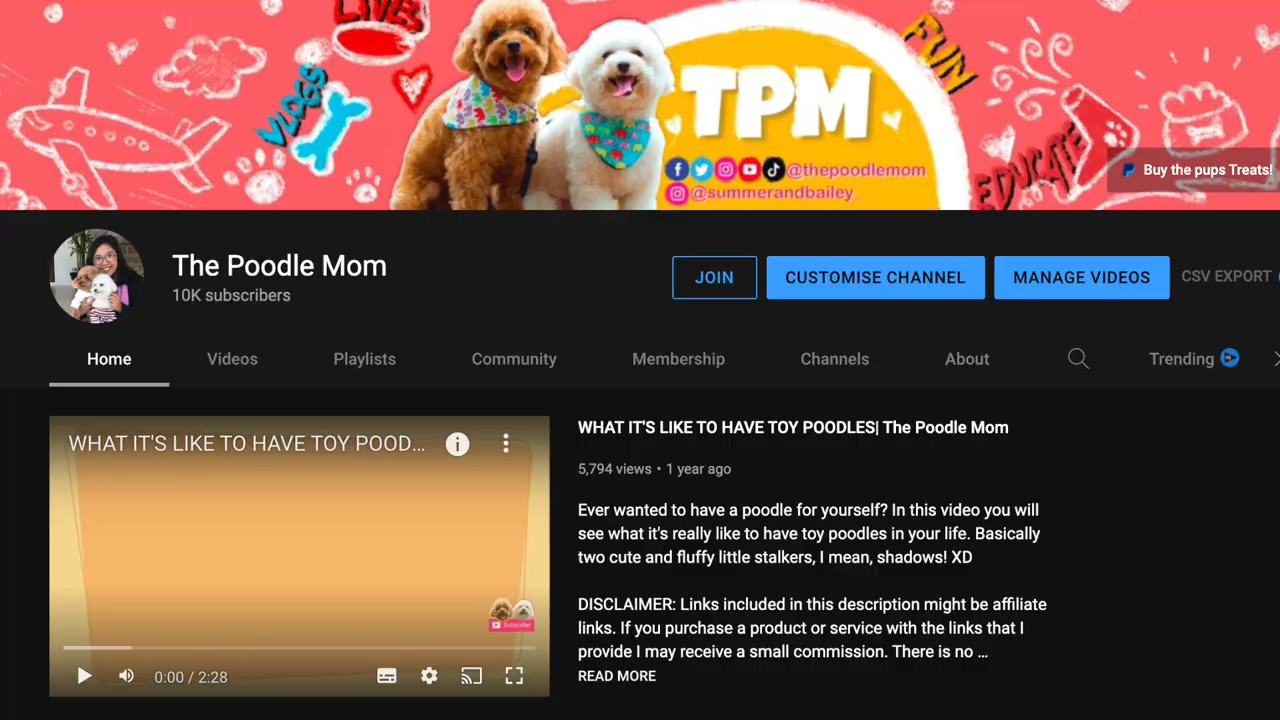 LIVES
VLOGS
FUN
TPM
EDUCATE
@thepoodlemom
@summerandbailey_
Buy the pups Treats!
The Poodle Mom
10K subscribers
JOIN
CUSTOMISE CHANNEL
MANAGE VIDEOS
CSV EXPORT
Home
Videos
Playlists
Community
Membership
Channels
About
Trending
WHAT IT'S LIKE TO HAVE TOY POOD...
WHAT IT'S LIKE TO HAVE TOY POODLES| The Poodle Mom
5,794 views • 1 year ago
Ever wanted to have a poodle for yourself? In this video you will
see what it's really like to have toy poodles in your life. Basically
two cute and fluffy little stalkers, I mean, shadows! XD
DISCLAIMER: Links included in this description might be affiliate
links. If you purchase a product or service with the links that I
provide I may receive a small commission. There is no ...
READ MORE
Subscribe
0:00 / 2:28